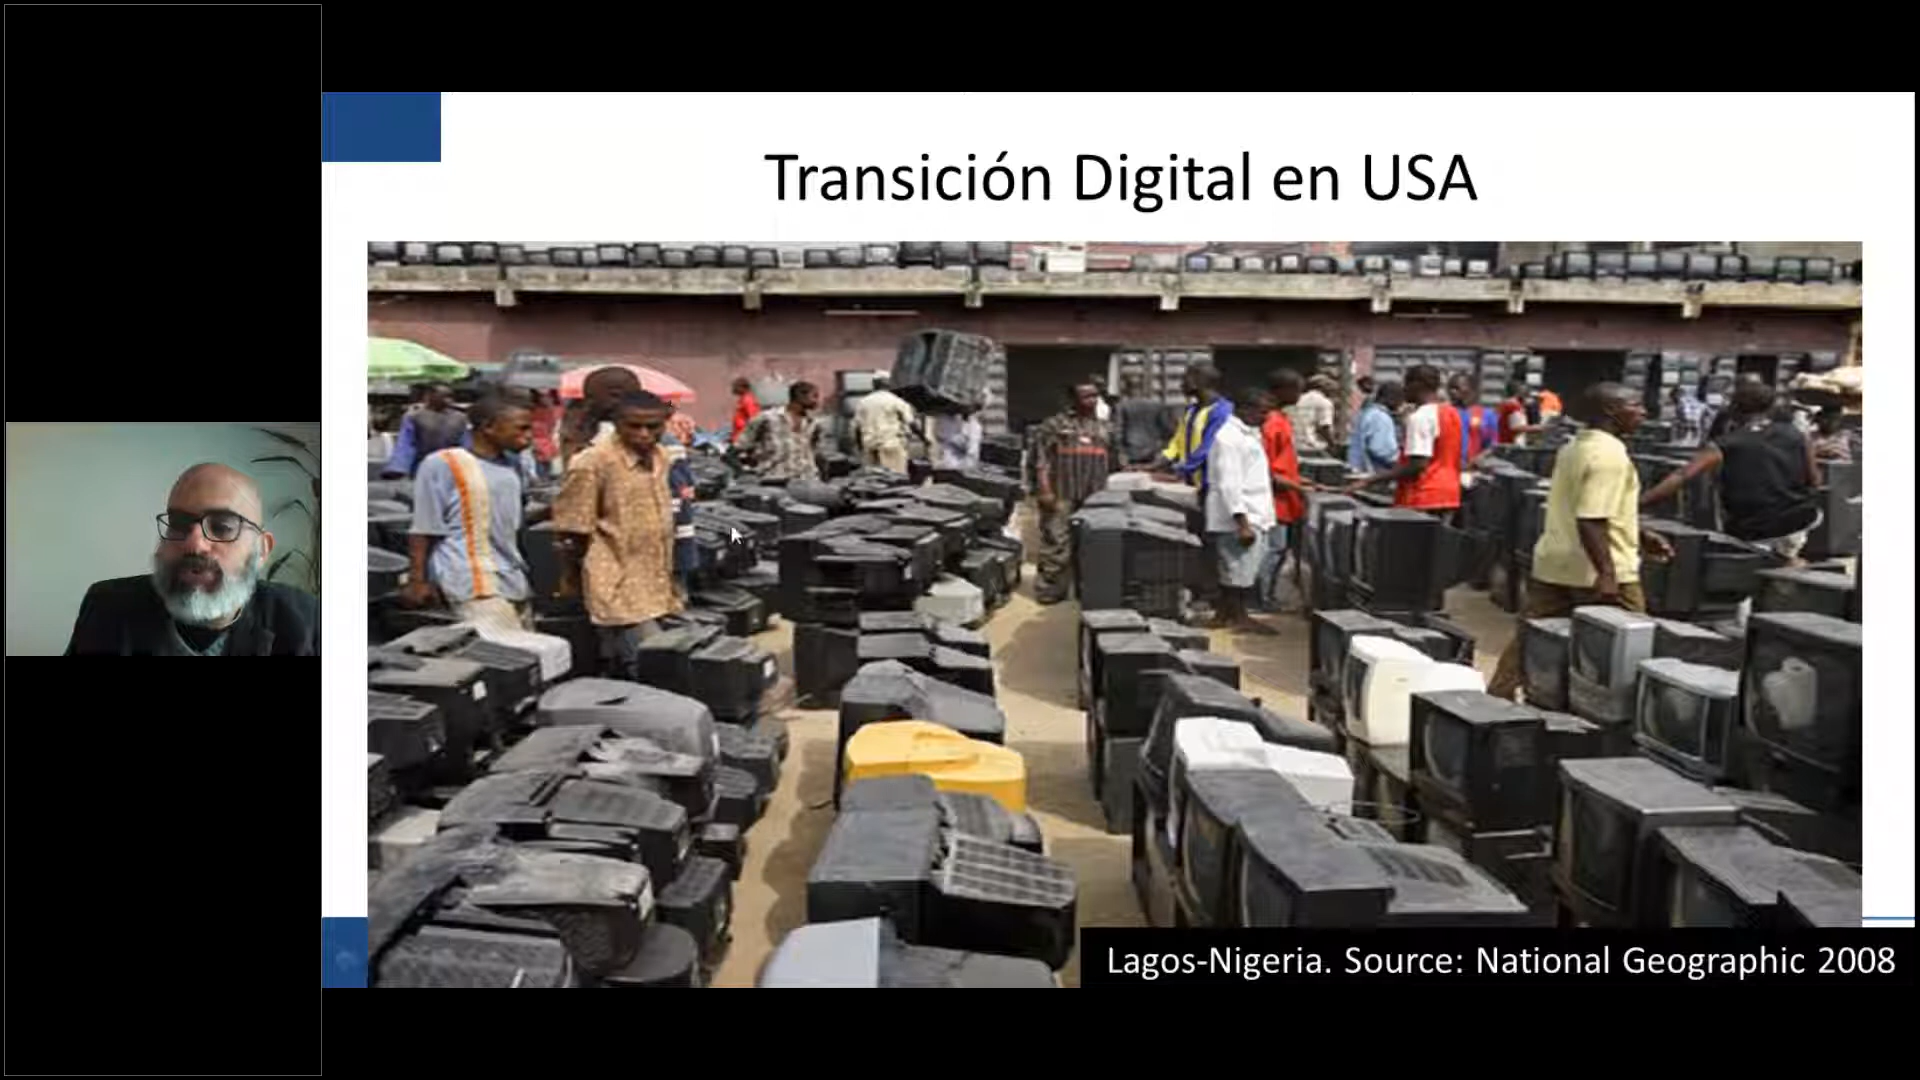 Transición Digital en USA
Lagos-Nigeria. Source: National Geographic 2008